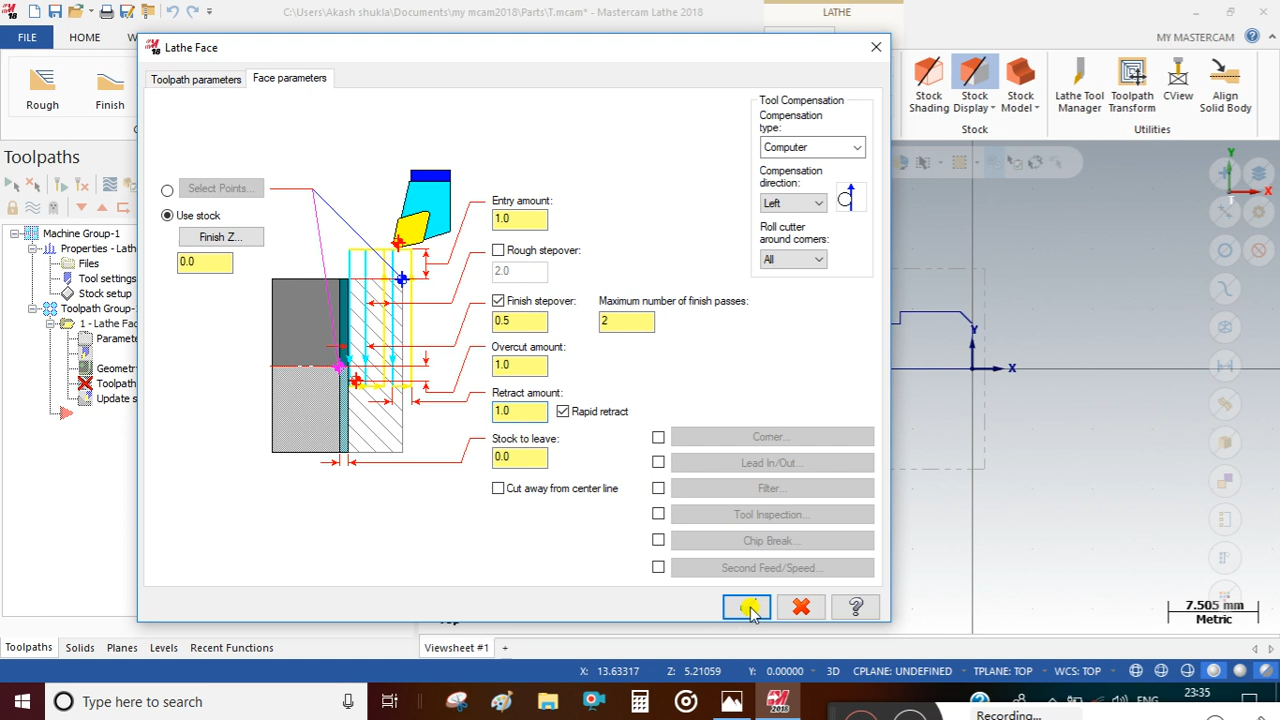 C:\Users\Akash shukla\Documents\my mcam2018\Parts\T.mcam* - Mastercam Lathe 2018
LATHE
FILE
HOME
MY MASTERCAM
Lathe Face
Toolpath parameters
Face parameters
Rough
Finish
Stock Shading
Stock Display
Stock Model
Lathe Tool Manager
Toolpath Transform
CView
Align Solid Body
Stock
Utilities
Toolpaths
Machine Group-1
Properties - Lath
Files
Tool settings
Stock setup
Toolpath Group-
1 - Lathe Fac
Parameter
Geometr
Toolpath
Update s
Select Points...
Use stock
Finish Z...
0.0
Entry amount:
1.0
Rough stepover:
2.0
Finish stepover:
0.5
Maximum number of finish passes:
2
Overcut amount:
1.0
Retract amount:
1.0
Rapid retract
Stock to leave:
0.0
Cut away from center line
Tool Compensation
Compensation
type:
Computer
Compensation
direction:
Left
Roll cutter
around corners:
All
Corner...
Lead In/Out...
Filter...
Tool Inspection...
Chip Break...
Second Feed/Speed...
Y
X
Y
X
7.505 mm
Metric
Toolpaths
Solids
Planes
Levels
Recent Functions
Viewsheet #1
+
X: 13.63317 Z: 5.21059 Y: 0.00000 3D CPLANE: UNDEFINED TPLANE: TOP WCS: TOP
Type here to search
2018
ENG
23:35
Recording...